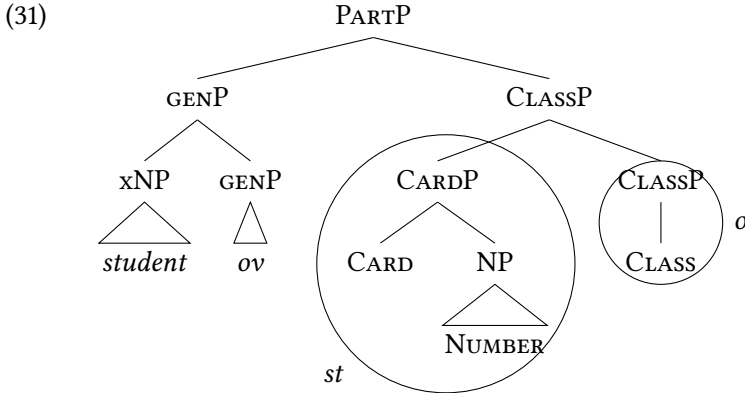 (31) PARTP
GENP CLASSP
xNP GENP CARDP CLASSP
student ov CARD NP CLASS o
NUMBER
st